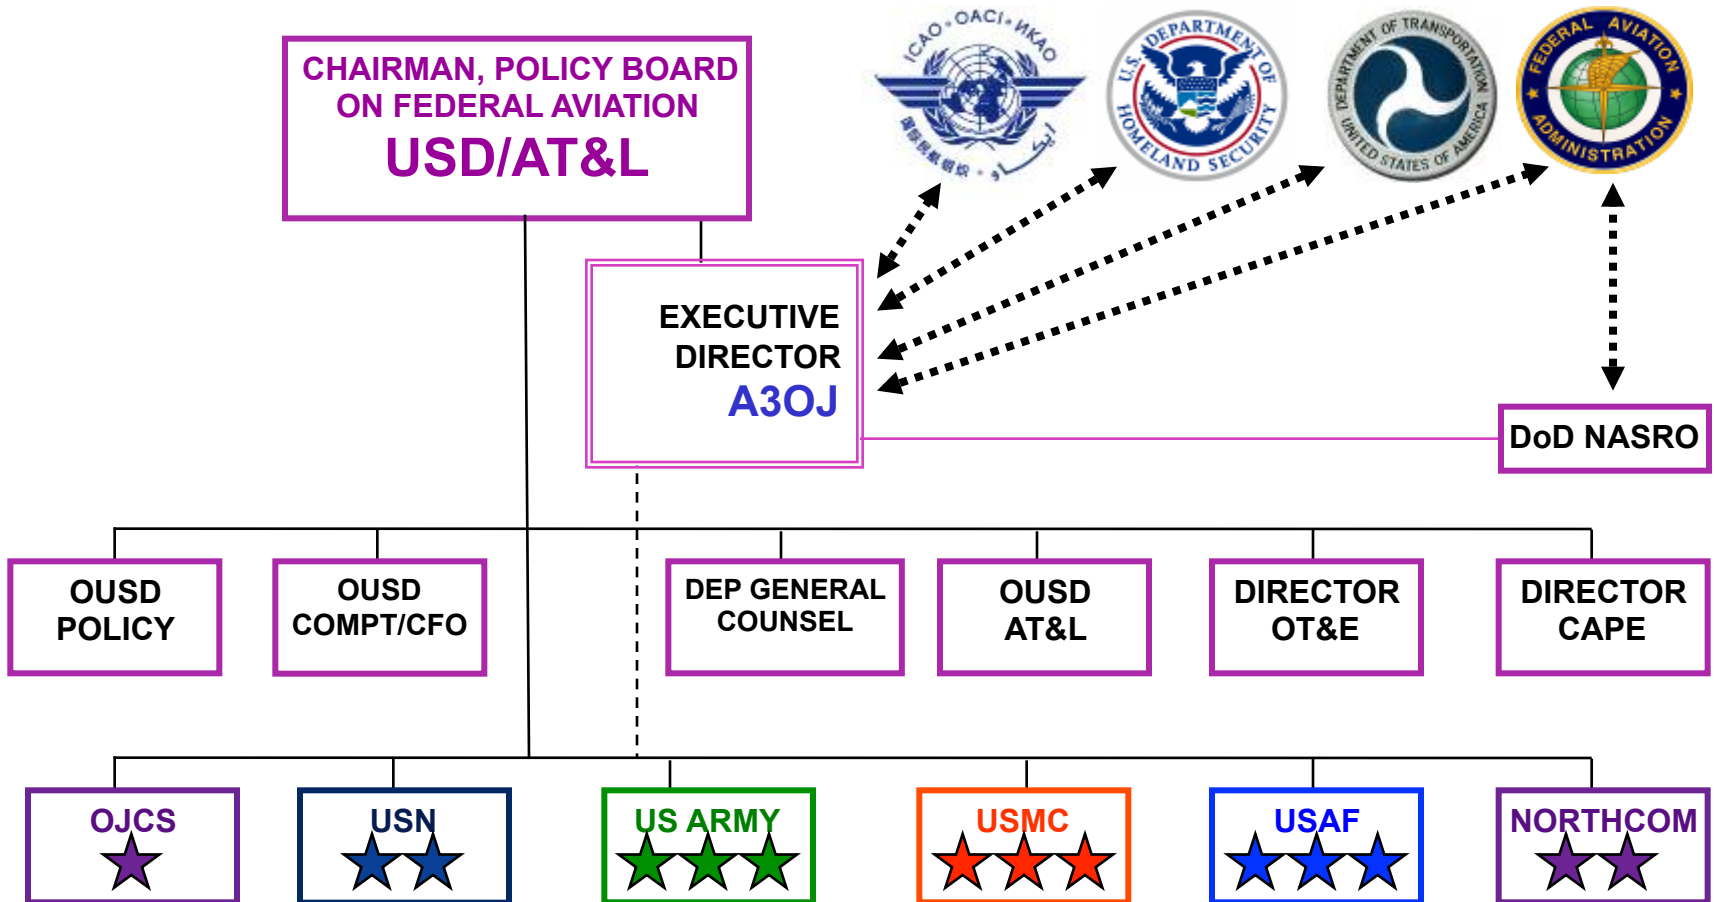 CHAIRMAN, POLICY BOARD
ON FEDERAL AVIATION
USD/AT&L
ICAO · OACI · ИКАО
U.S. DEPARTMENT OF
HOMELAND SECURITY
DEPARTMENT OF TRANSPORTATION
UNITED STATES OF AMERICA
FEDERAL AVIATION
ADMINISTRATION
EXECUTIVE
DIRECTOR
A3OJ
DoD NASRO
OUSD
POLICY
OUSD
COMPT/CFO
DEP GENERAL
COUNSEL
OUSD
AT&L
DIRECTOR
OT&E
DIRECTOR
CAPE
OJCS
USN
US ARMY
USMC
USAF
NORTHCOM